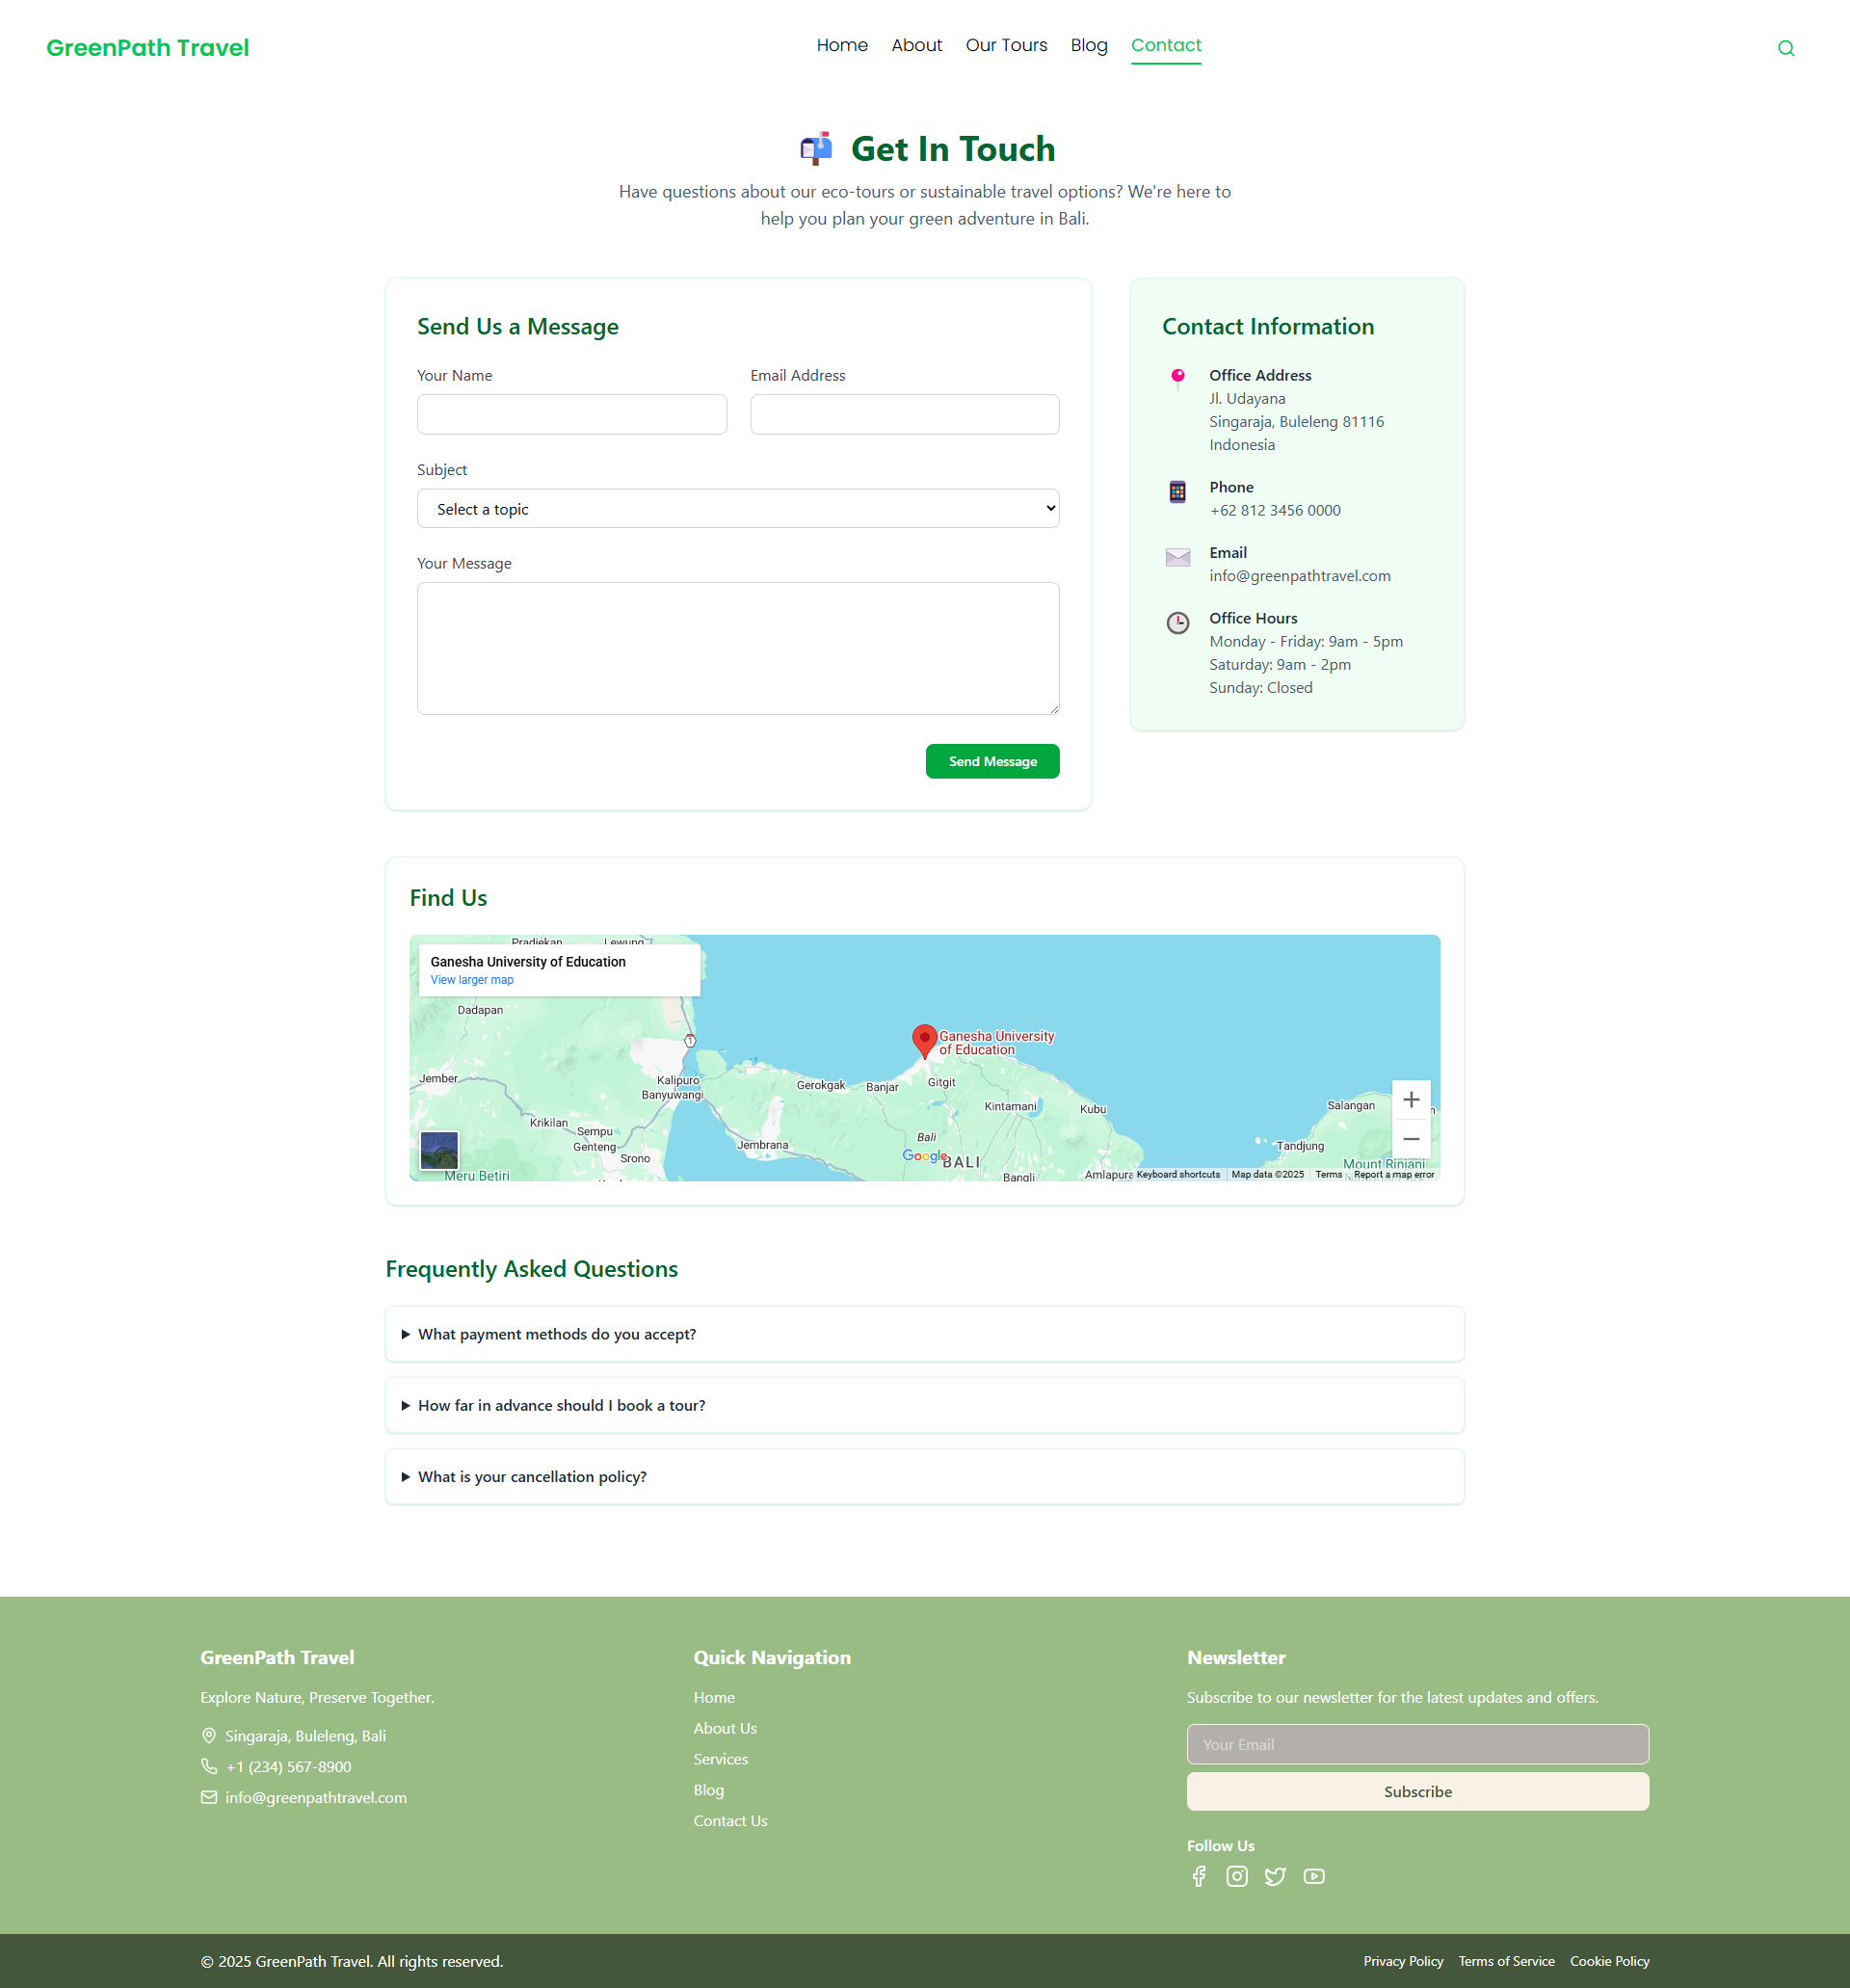 GreenPath Travel
Home
About
Our Tours
Blog
Contact
Get In Touch
Have questions about our eco-tours or sustainable travel options? We're here to
help you plan your green adventure in Bali.
Send Us a Message
Your Name
Email Address
Subject
Select a topic
Your Message
Send Message
Contact Information
Office Address
Jl. Udayana
Singaraja, Buleleng 81116
Indonesia
Phone
+62 812 3456 0000
Email
info@greenpathtravel.com
Office Hours
Monday - Friday: 9am - 5pm
Saturday: 9am - 2pm
Sunday: Closed
Find Us
Ganesha University of Education
View larger map
Dadapan
1
Ganesha University
of Education
Jember
Kalipuro
Banyuwangi
Gerokgak
Banjar
Gitgit
Kintamani
Kubu
Salangan
Krikilan
Sempu
Genteng
Srono
Jembrana
Bali
Google
BALI
Tandjung
Mount Rinjani
Meru Betiri
Bangli
Amlapura
Keyboard shortcuts
Map data ©2025
Terms
Report a map error
Frequently Asked Questions
What payment methods do you accept?
How far in advance should I book a tour?
What is your cancellation policy?
GreenPath Travel
Explore Nature, Preserve Together.
Singaraja, Buleleng, Bali
+1 (234) 567-8900
info@greenpathtravel.com
Quick Navigation
Home
About Us
Services
Blog
Contact Us
Newsletter
Subscribe to our newsletter for the latest updates and offers.
Your Email
Subscribe
Follow Us
© 2025 GreenPath Travel. All rights reserved.
Privacy Policy
Terms of Service
Cookie Policy